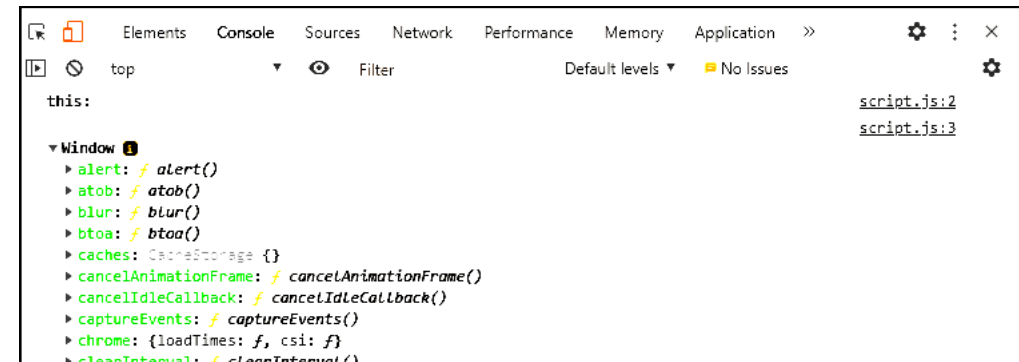 Elements Console Sources Network Performance Memory Application »
top Filter Default levels ▼ No Issues
this: script.js:2
script.js:3
▼Window i
▶alert: ƒ alert()
▶atob: ƒ atob()
▶blur: ƒ blur()
▶btoa: ƒ btoa()
▶caches: CacheStorage {}
▶cancelAnimationFrame: ƒ cancelAnimationFrame()
▶cancelIdleCallback: ƒ cancelIdleCallback()
▶captureEvents: ƒ captureEvents()
▶chrome: {loadTimes: ƒ, csi: ƒ}
▶clearInterval: ƒ clearInterval()